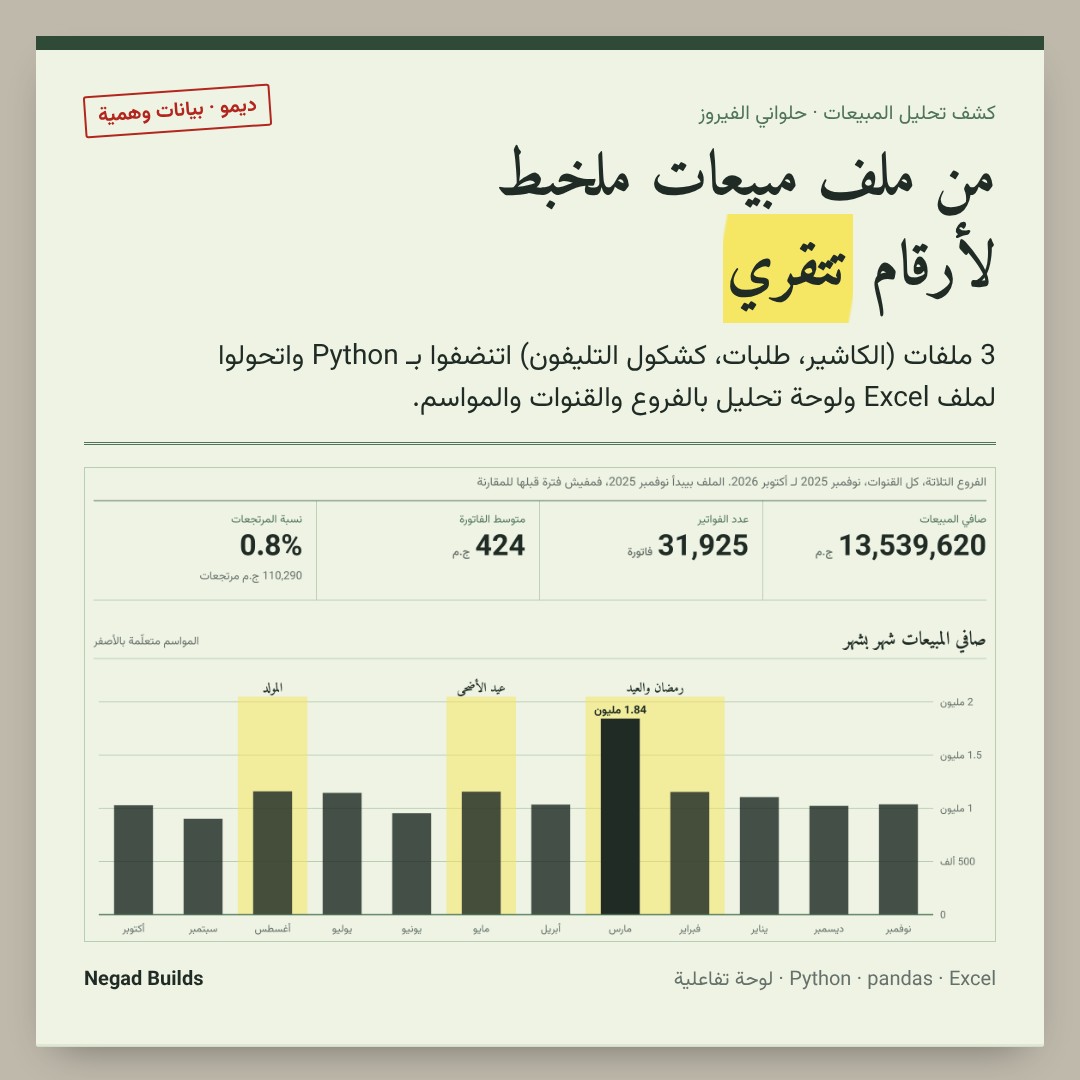 كشف تحليل المبيعات · حلواني الفيروز
ديمو · بيانات وهمية
من ملف مبيعات ملخبط
لأرقام تتقري
3 ملفات (الكاشير، طلبات، كشكول التليفون) اتنضفوا بـ Python واتحولوا
لملف Excel ولوحة تحليل بالفروع والقنوات والمواسم.
الفروع الثلاثة، كل القنوات، نوفمبر 2025 لـ أكتوبر 2026. الملف بيبدأ نوفمبر 2025، فمفيش فترة قبلها للمقارنة
صافي المبيعات
13,539,620 ج.م
عدد الفواتير
31,925 فاتورة
متوسط الفاتورة
424 ج.م
نسبة المرتجعات
0.8%
110,290 ج.م مرتجعات
صافي المبيعات شهر بشهر
المواسم متعلّمة بالأصفر
رمضان والعيد
عيد الأضحى
المولد
1.84 مليون
2 مليون
1.5 مليون
1 مليون
500 ألف
0
نوفمبر
ديسمبر
يناير
فبراير
مارس
أبريل
مايو
يونيو
يوليو
أغسطس
سبتمبر
أكتوبر
لوحة تفاعلية · Python · pandas · Excel
Negad Builds